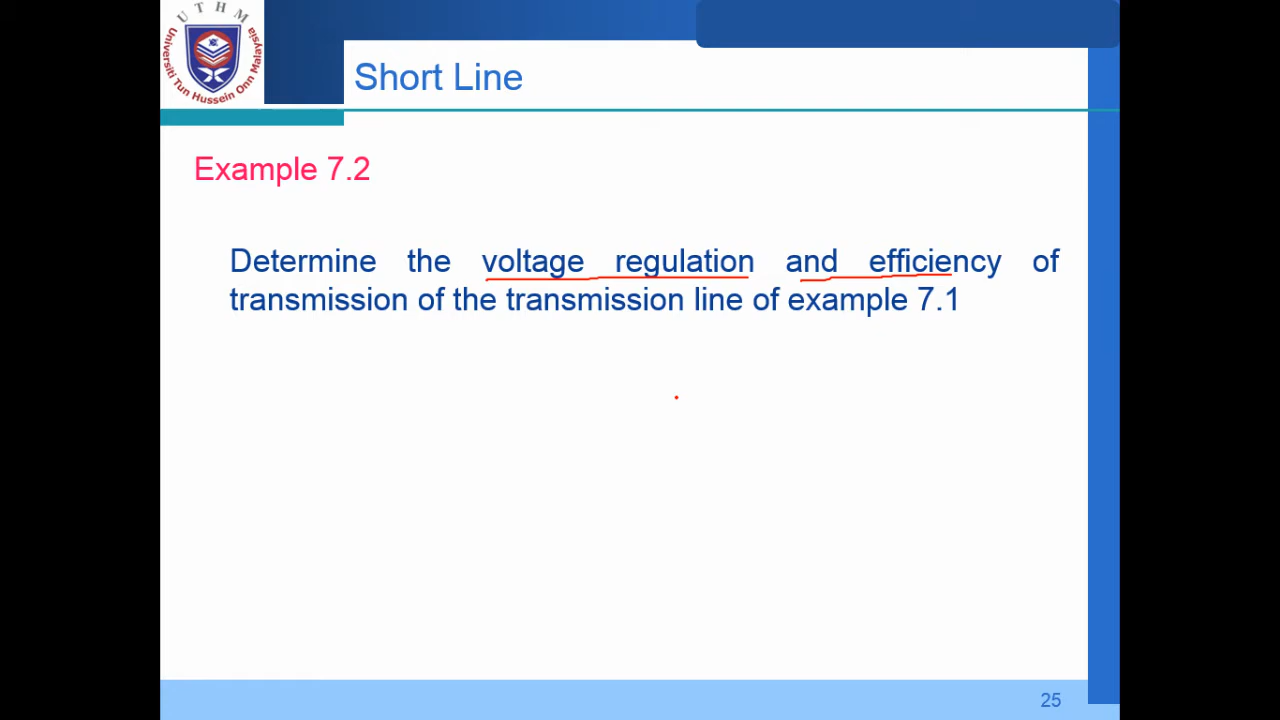 UTHM
Universiti Tun Hussein Onn Malaysia
Short Line
Example 7.2
Determine the voltage regulation and efficiency of
transmission of the transmission line of example 7.1
25